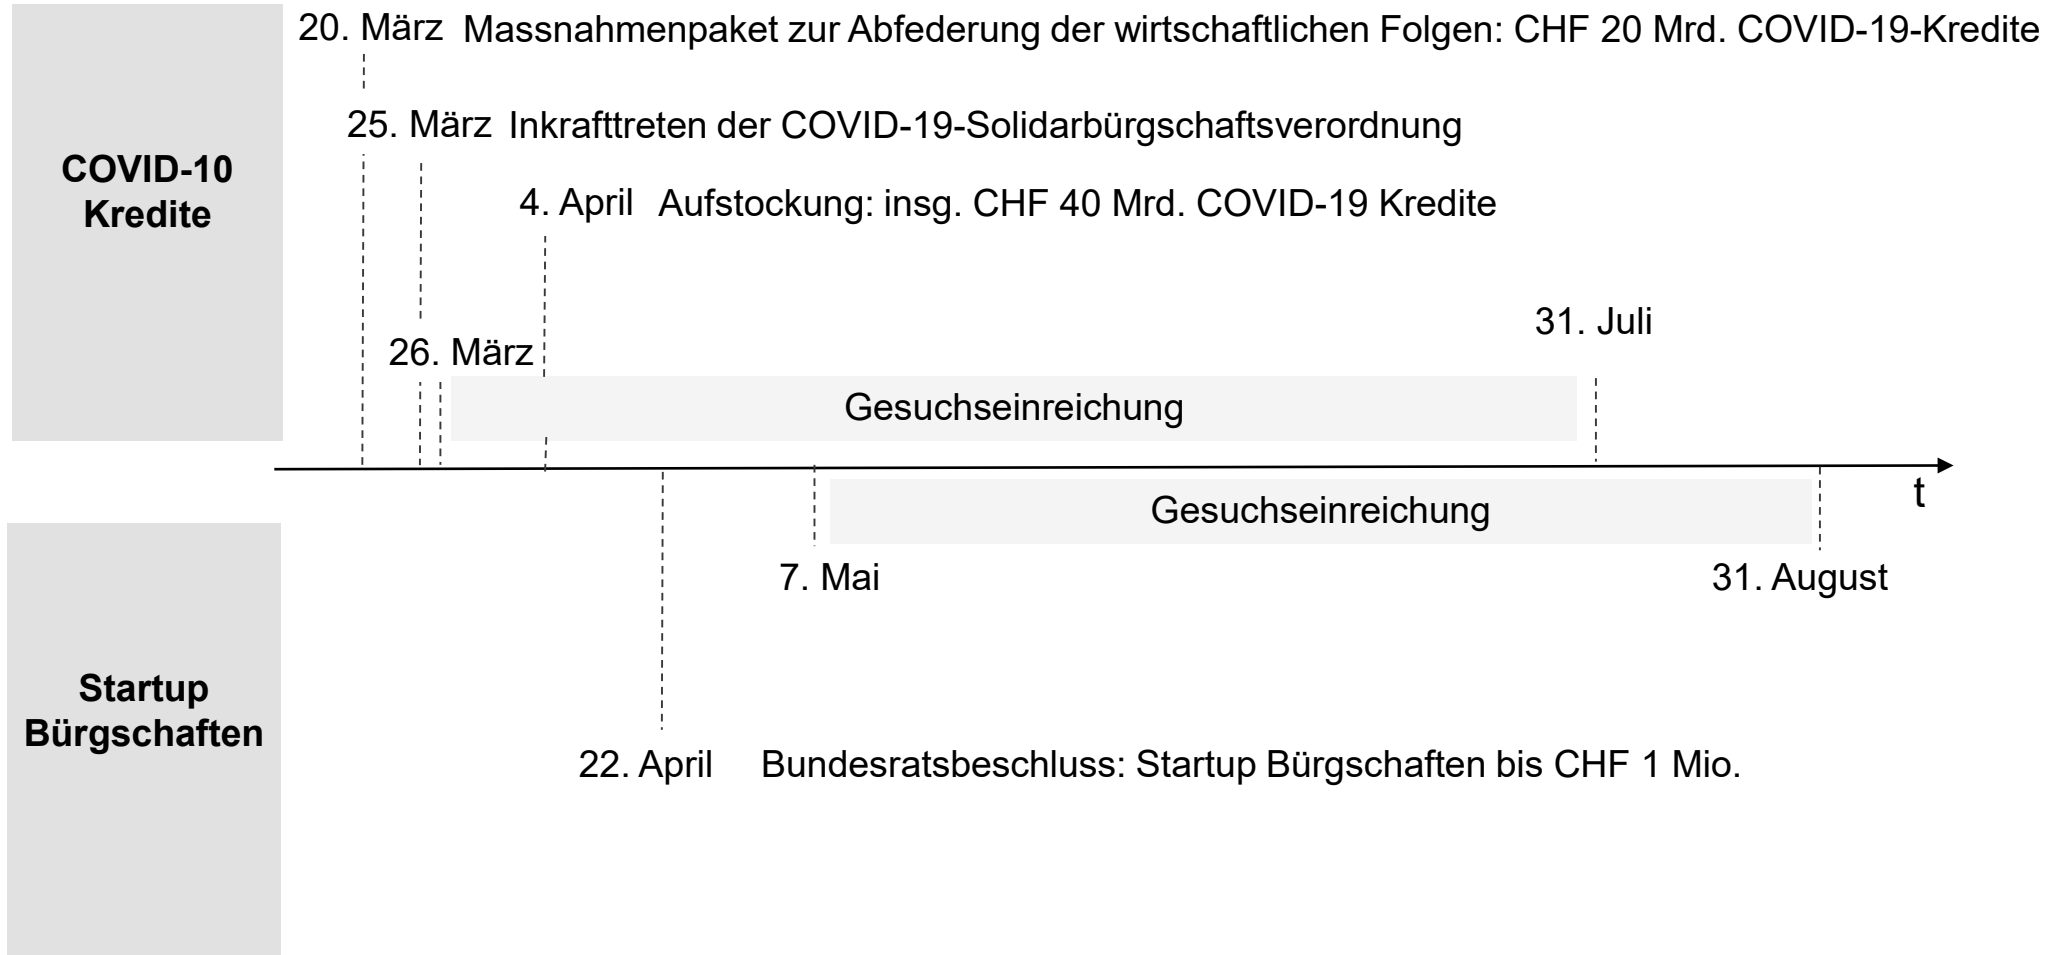 20. März Massnahmenpaket zur Abfederung der wirtschaftlichen Folgen: CHF 20 Mrd. COVID-19-Kredite
25. März Inkrafttreten der COVID-19-Solidarbürgschaftsverordnung
COVID-10
Kredite
4. April Aufstockung: insg. CHF 40 Mrd. COVID-19 Kredite
31. Juli
26. März
Gesuchseinreichung
t
Gesuchseinreichung
7. Mai
31. August
Startup
Bürgschaften
22. April Bundesratsbeschluss: Startup Bürgschaften bis CHF 1 Mio.